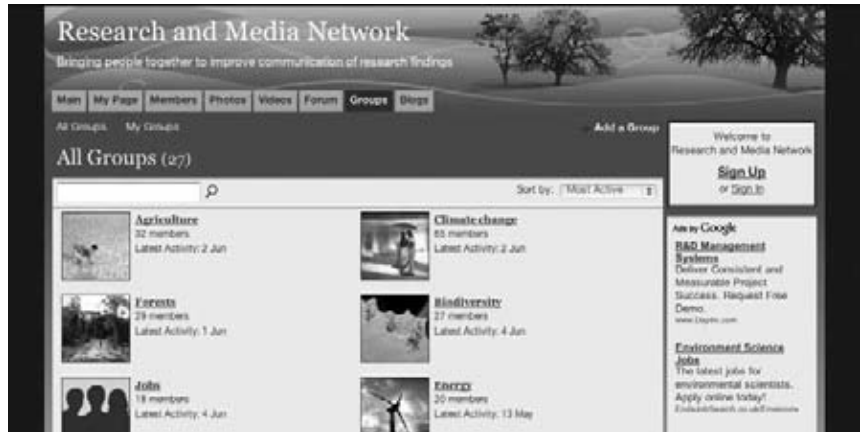 Research and Media Network
Bringing people together to improve communication of research findings
Main My Page Members Photos Videos Forum Groups Blogs
All Groups My Groups
Add a Group
All Groups (27)
Sort by: Most Active
Agriculture
32 members
Latest Activity: 2 Jun
Climate change
65 members
Latest Activity: 2 Jun
Forests
29 members
Latest Activity: 1 Jun
Biodiversity
27 members
Latest Activity: 4 Jun
Jobs
18 members
Latest Activity: 4 Jun
Energy
20 members
Latest Activity: 13 May
Welcome to
Research and Media Network
Sign Up
or Sign In
Ads by Google
R&D Management
Systems
Deliver Consistent and
Measurable Project
Success. Request Free
Demo.
Environment Science
Jobs
The latest jobs for
environmental scientists.
Apply online today!